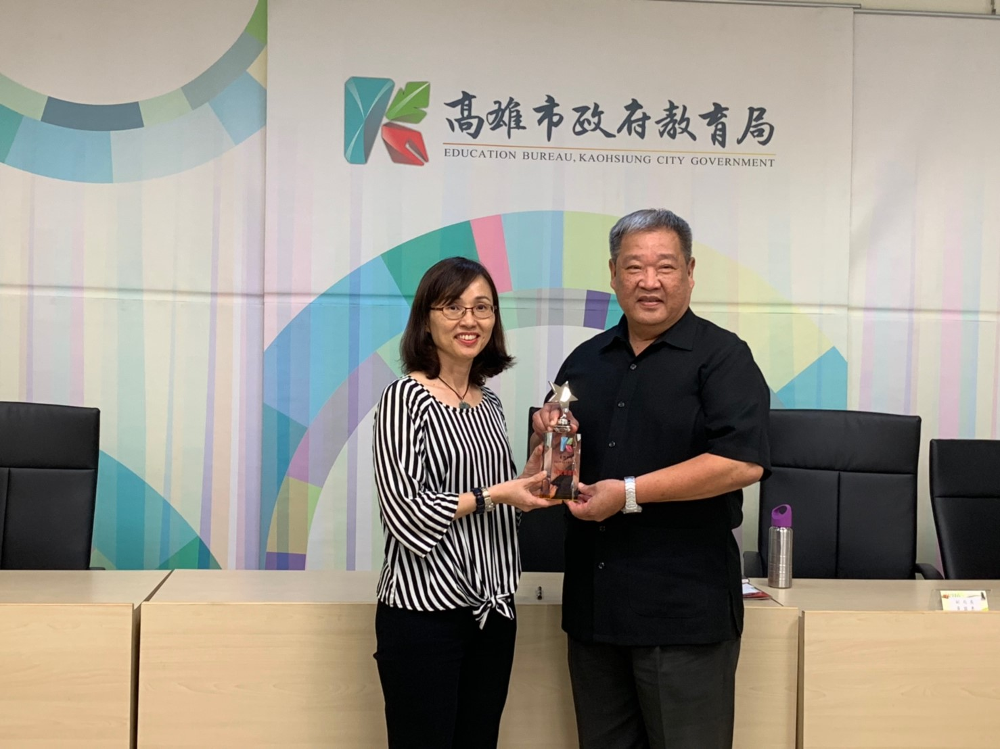 高雄市政府教育局
EDUCATION BUREAU, KAOHSIUNG CITY GOVERNMENT